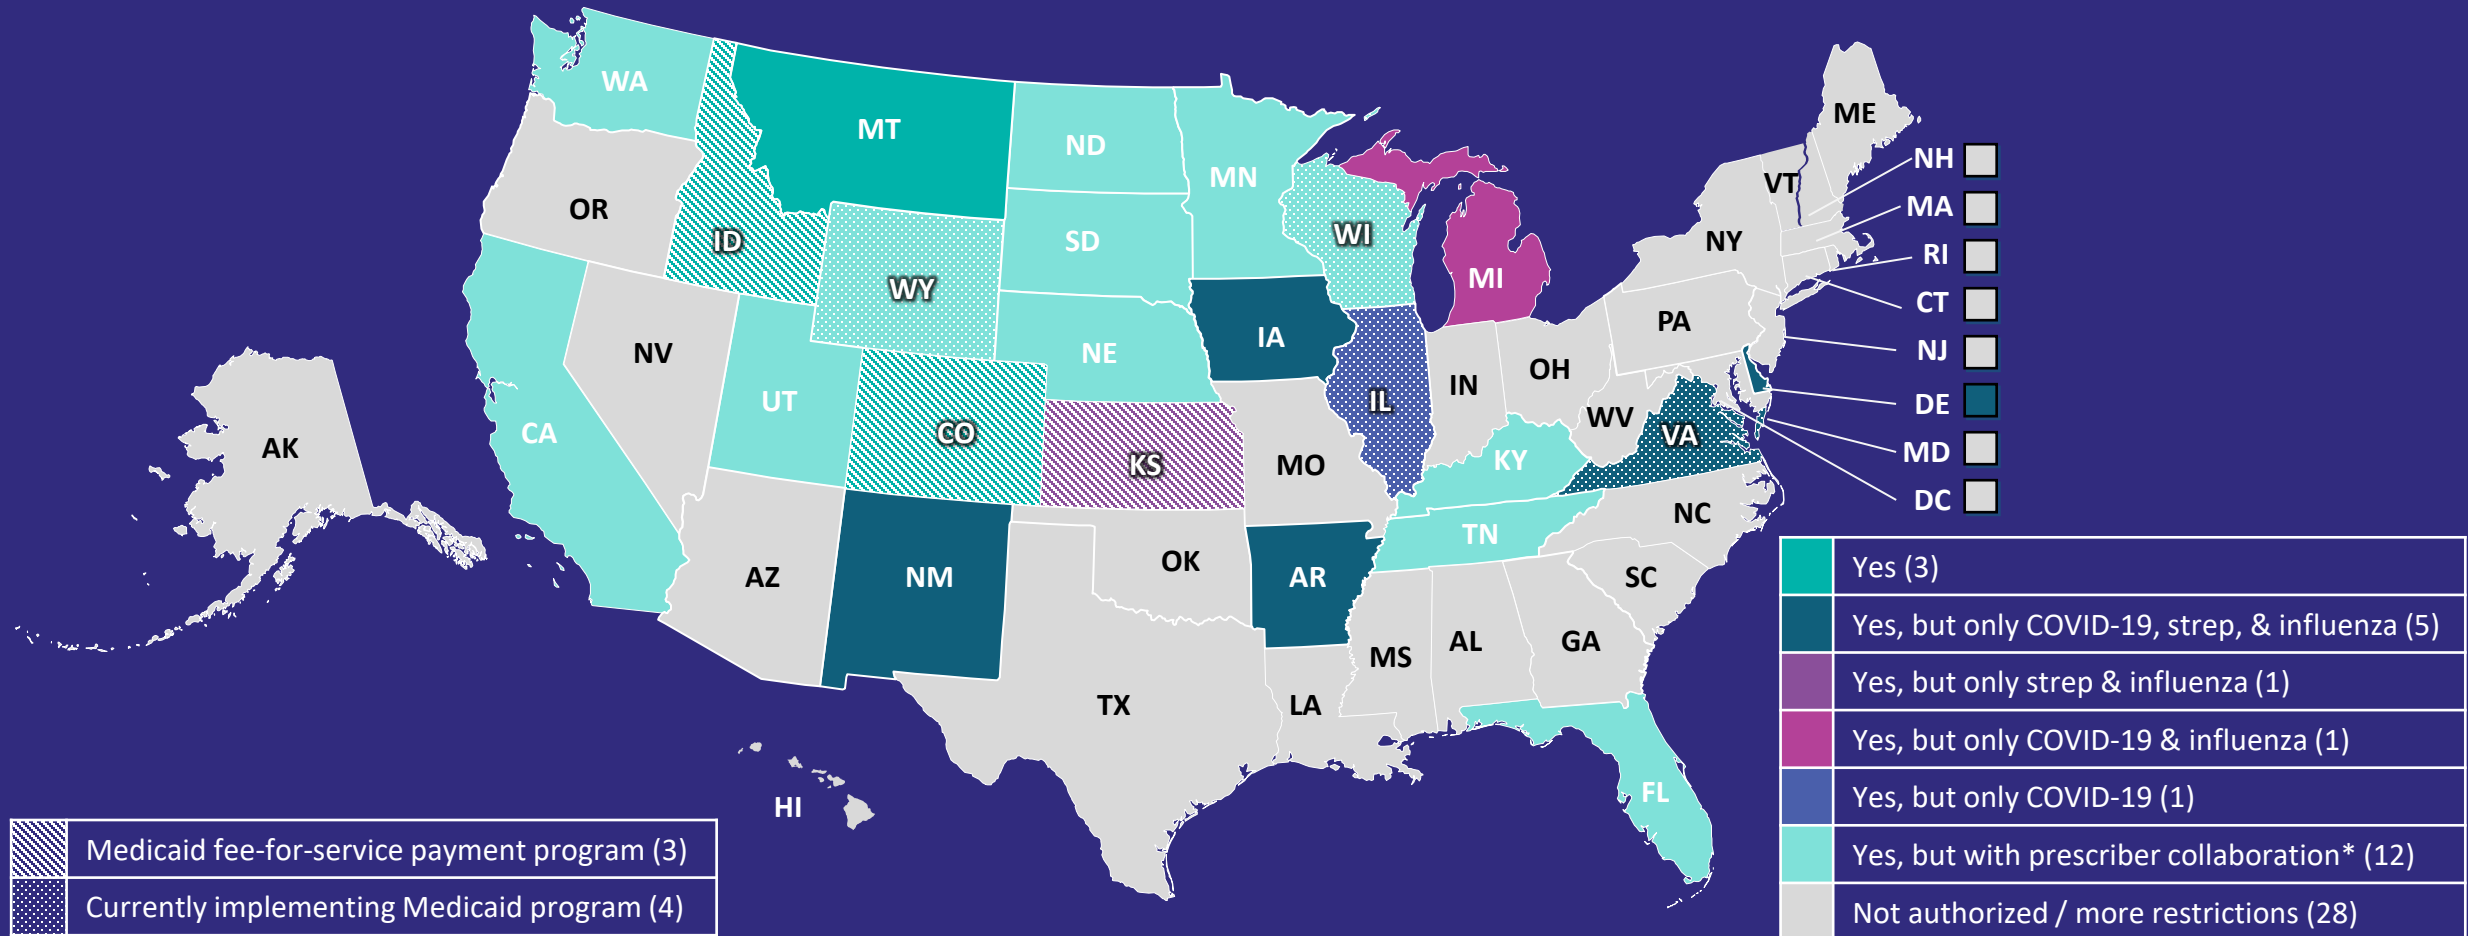 WA
MT
ND
MN
ME
NH
VT
MA
OR
ID
SD
WI
NY
RI
WY
MI
CT
PA
NV
NE
IA
NJ
UT
IL
IN
OH
DE
CA
CO
KS
MO
KY
WV
VA
MD
AK
DC
NC
TN
OK
AZ
NM
AR
SC
MS
AL
GA
TX
LA
FL
HI
Yes (3)
Yes, but only COVID-19, strep, & influenza (5)
Yes, but only strep & influenza (1)
Yes, but only COVID-19 & influenza (1)
Yes, but only COVID-19 (1)
Yes, but with prescriber collaboration* (12)
Not authorized / more restrictions (28)
Medicaid fee-for-service payment program (3)
Currently implementing Medicaid program (4)